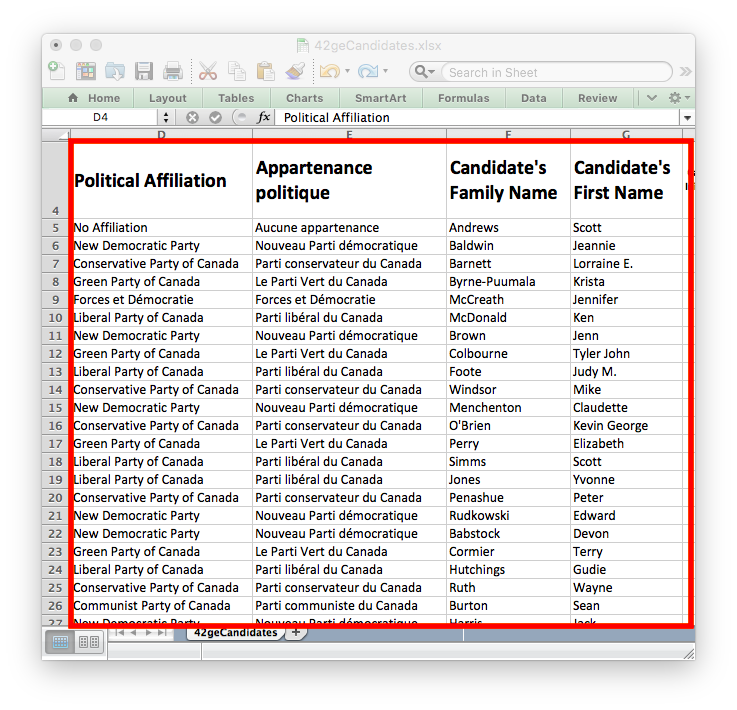 42geCandidates.xlsx
Search in Sheet
Home Layout Tables Charts SmartArt Formulas Data Review
D4 fx Political Affiliation
D E F G
4 Political Affiliation Appartenance politique Candidate's Family Name Candidate's First Name
5 No Affiliation Aucune appartenance Andrews Scott
6 New Democratic Party Nouveau Parti démocratique Baldwin Jeannie
7 Conservative Party of Canada Parti conservateur du Canada Barnett Lorraine E.
8 Green Party of Canada Le Parti Vert du Canada Byrne-Puumala Krista
9 Forces et Démocratie Forces et Démocratie McCreath Jennifer
10 Liberal Party of Canada Parti libéral du Canada McDonald Ken
11 New Democratic Party Nouveau Parti démocratique Brown Jenn
12 Green Party of Canada Le Parti Vert du Canada Colbourne Tyler John
13 Liberal Party of Canada Parti libéral du Canada Foote Judy M.
14 Conservative Party of Canada Parti conservateur du Canada Windsor Mike
15 New Democratic Party Nouveau Parti démocratique Menchenton Claudette
16 Conservative Party of Canada Parti conservateur du Canada O'Brien Kevin George
17 Green Party of Canada Le Parti Vert du Canada Perry Elizabeth
18 Liberal Party of Canada Parti libéral du Canada Simms Scott
19 Liberal Party of Canada Parti libéral du Canada Jones Yvonne
20 Conservative Party of Canada Parti conservateur du Canada Penashue Peter
21 New Democratic Party Nouveau Parti démocratique Rudkowski Edward
22 New Democratic Party Nouveau Parti démocratique Babstock Devon
23 Green Party of Canada Le Parti Vert du Canada Cormier Terry
24 Liberal Party of Canada Parti libéral du Canada Hutchings Gudie
25 Conservative Party of Canada Parti conservateur du Canada Ruth Wayne
26 Communist Party of Canada Parti communiste du Canada Burton Sean
27 New Democratic Party Nouveau Parti démocratique Harris Jack
42geCandidates